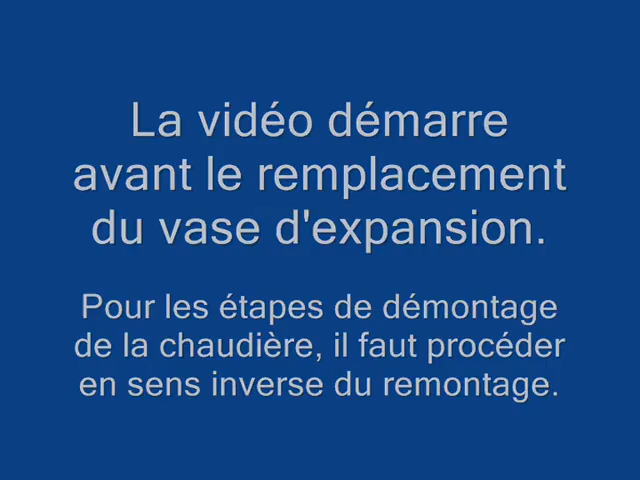 La vidéo démarre
avant le remplacement
du vase d'expansion.
Pour les étapes de démontage
de la chaudière, il faut procéder
en sens inverse du remontage.